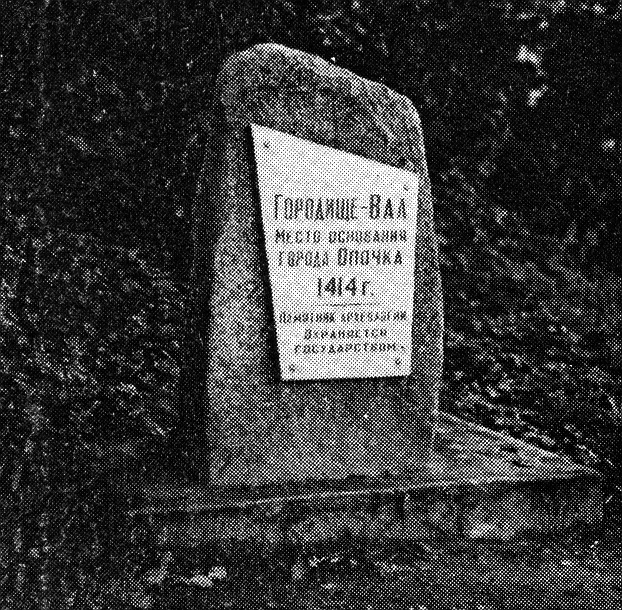 Городище-Вал
Место основания
города Опочка
1414 г.
Памятник археологии
Охраняется
государством.